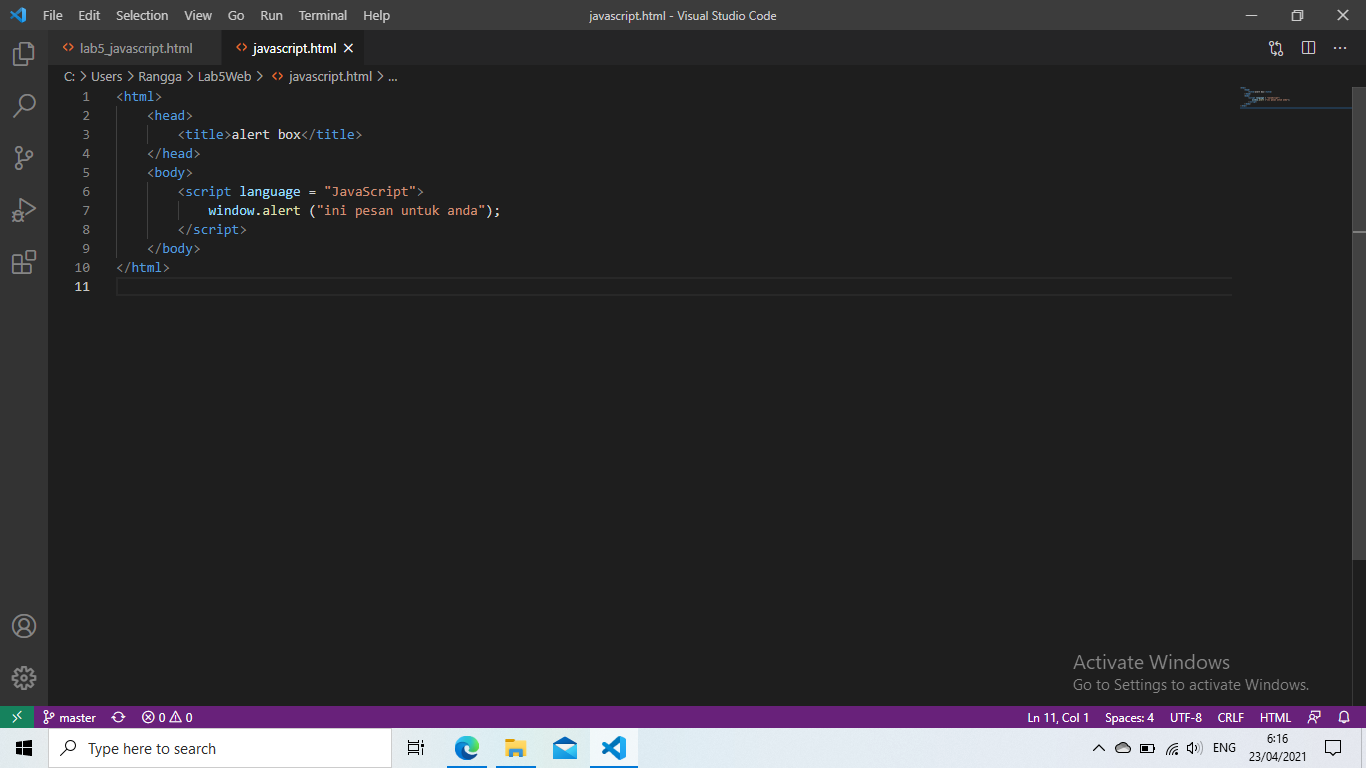 File Edit Selection View Go Run Terminal Help javascript.html - Visual Studio Code
lab5_javascript.html javascript.html
C: > Users > Rangga > Lab5Web > javascript.html > ...
1 <html>
2 <head>
3 <title>alert box</title>
4 </head>
5 <body>
6 <script language = "JavaScript">
7 window.alert ("ini pesan untuk anda");
8 </script>
9 </body>
10 </html>
11
Activate Windows
Go to Settings to activate Windows.
master 0 0 Ln 11, Col 1 Spaces: 4 UTF-8 CRLF HTML
Type here to search ENG 6:16
23/04/2021